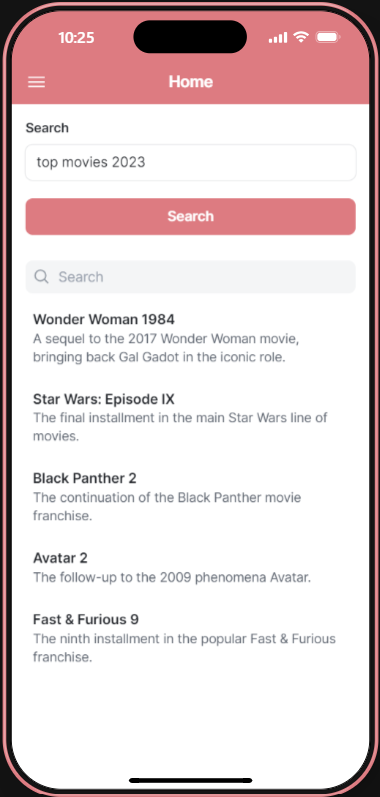 10:25
Home
Search
top movies 2023
Search
Search
Wonder Woman 1984
A sequel to the 2017 Wonder Woman movie,
bringing back Gal Gadot in the iconic role.
Star Wars: Episode IX
The final installment in the main Star Wars line of
movies.
Black Panther 2
The continuation of the Black Panther movie
franchise.
Avatar 2
The follow-up to the 2009 phenomena Avatar.
Fast & Furious 9
The ninth installment in the popular Fast & Furious
franchise.